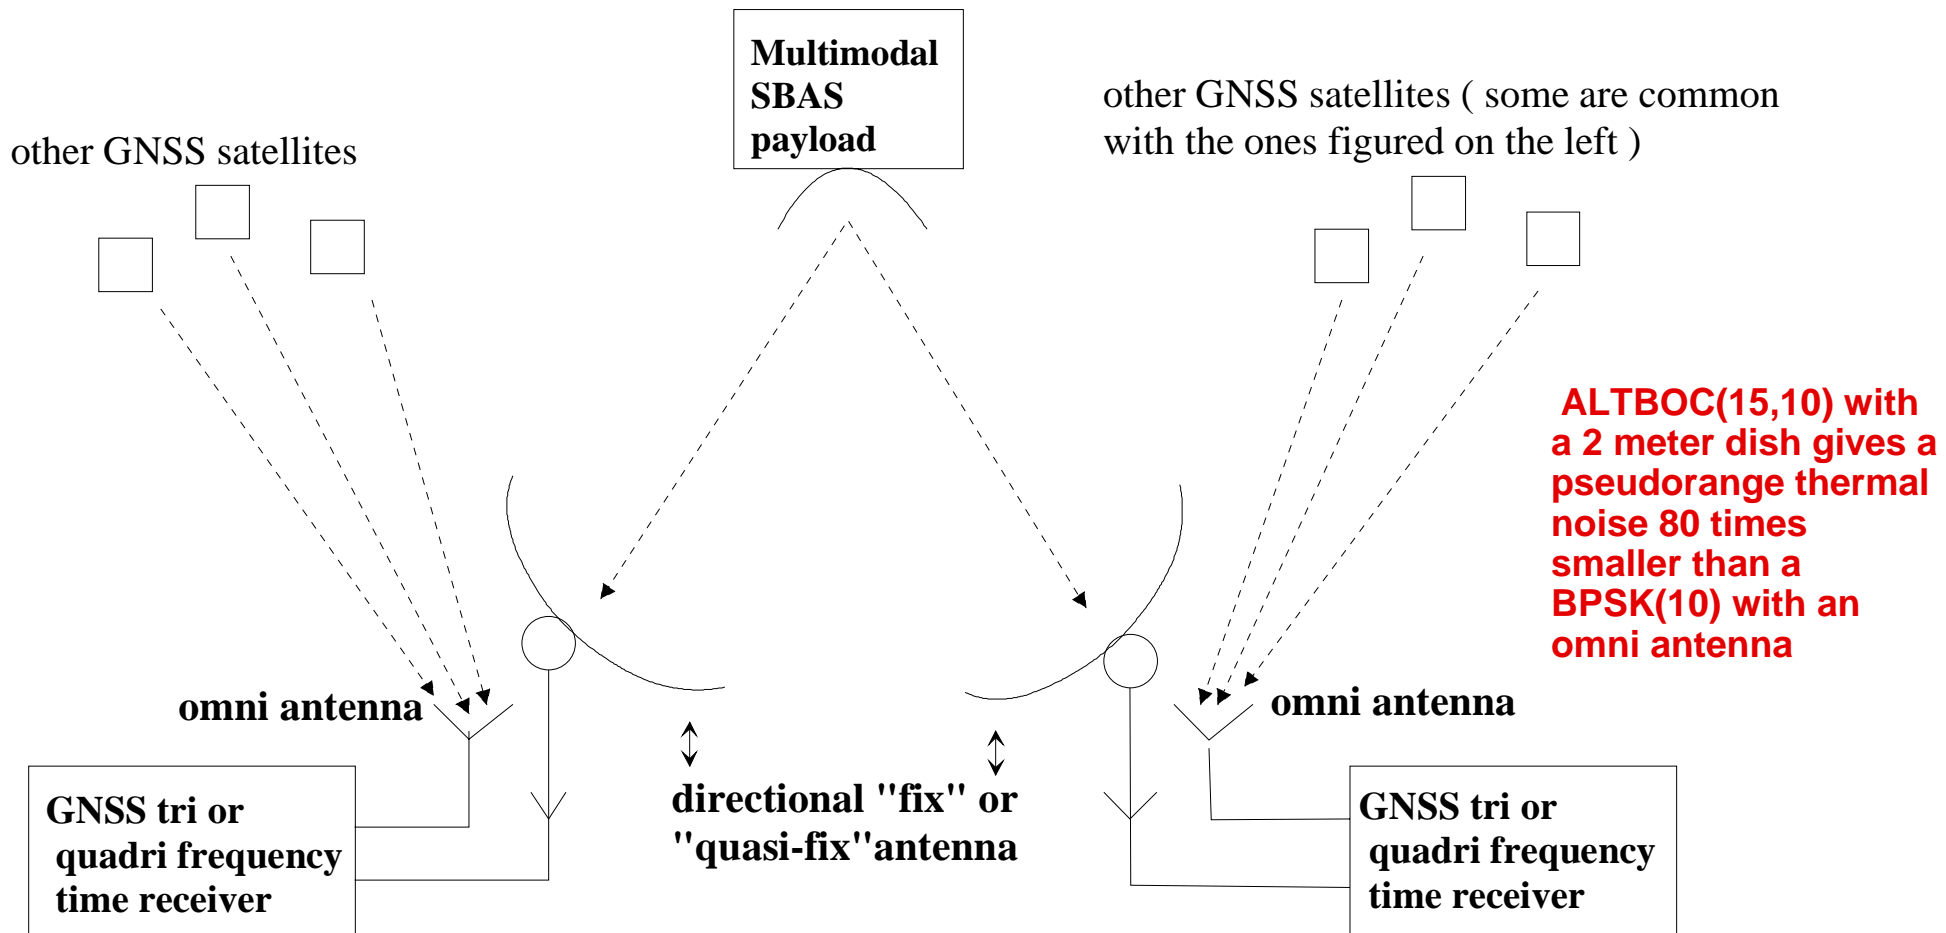 Multimodal
SBAS
payload
other GNSS satellites
other GNSS satellites ( some are common
with the ones figured on the left )
ALTBOC(15,10) with
a 2 meter dish gives a
pseudorange thermal
noise 80 times
smaller than a
BPSK(10) with an
omni antenna
omni antenna
omni antenna
directional "fix" or
"quasi-fix"antenna
GNSS tri or
quadri frequency
time receiver
GNSS tri or
quadri frequency
time receiver